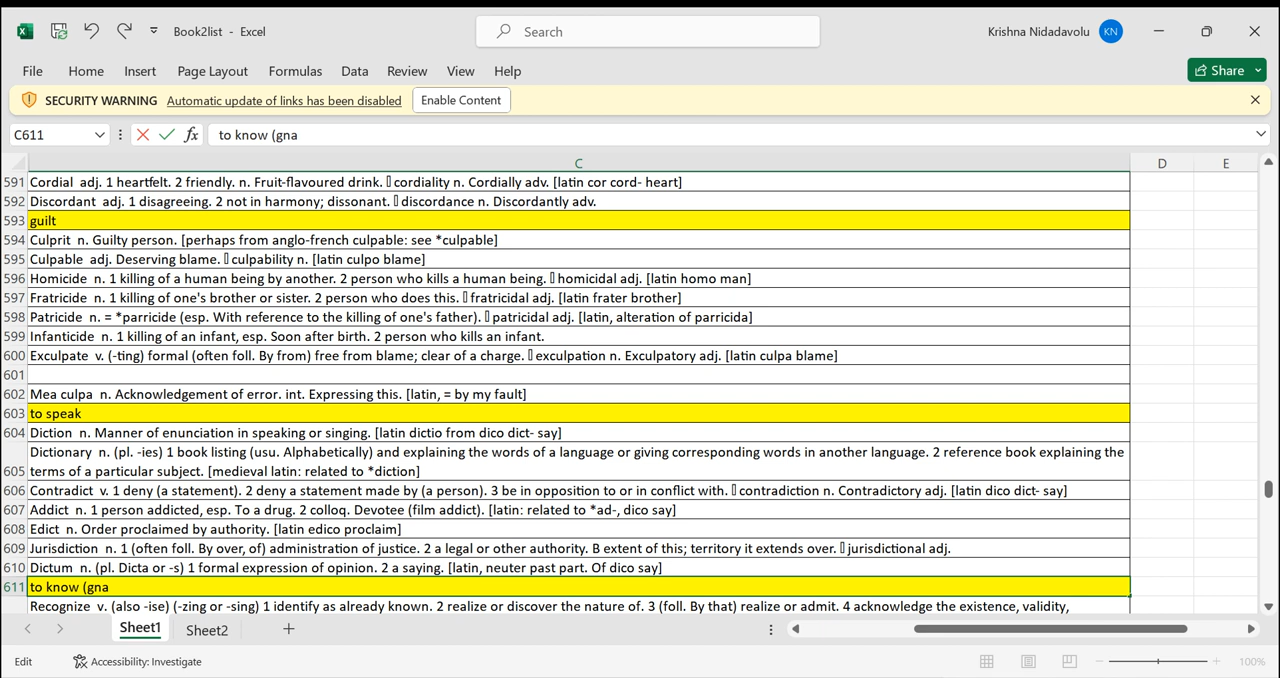 Book2list - Excel
Search
Krishna Nidadavolu KN
File Home Insert Page Layout Formulas Data Review View Help
Share
SECURITY WARNING Automatic update of links has been disabled Enable Content
C611 fx to know (gna
C D E
591 Cordial adj. 1 heartfelt. 2 friendly. n. Fruit-flavoured drink. cordiality n. Cordially adv. [latin cor cord- heart]
592 Discordant adj. 1 disagreeing. 2 not in harmony; dissonant. discordance n. Discordantly adv.
593 guilt
594 Culprit n. Guilty person. [perhaps from anglo-french culpable: see *culpable]
595 Culpable adj. Deserving blame. culpability n. [latin culpo blame]
596 Homicide n. 1 killing of a human being by another. 2 person who kills a human being. homicidal adj. [latin homo man]
597 Fratricide n. 1 killing of one's brother or sister. 2 person who does this. fratricidal adj. [latin frater brother]
598 Patricide n. = *parricide (esp. With reference to the killing of one's father). patricidal adj. [latin, alteration of parricida]
599 Infanticide n. 1 killing of an infant, esp. Soon after birth. 2 person who kills an infant.
600 Exculpate v. (-ting) formal (often foll. By from) free from blame; clear of a charge. exculpation n. Exculpatory adj. [latin culpa blame]
601
602 Mea culpa n. Acknowledgement of error. int. Expressing this. [latin, = by my fault]
603 to speak
604 Diction n. Manner of enunciation in speaking or singing. [latin dictio from dico dict- say]
Dictionary n. (pl. -ies) 1 book listing (usu. Alphabetically) and explaining the words of a language or giving corresponding words in another language. 2 reference book explaining the
605 terms of a particular subject. [medieval latin: related to *diction]
606 Contradict v. 1 deny (a statement). 2 deny a statement made by (a person). 3 be in opposition to or in conflict with. contradiction n. Contradictory adj. [latin dico dict- say]
607 Addict n. 1 person addicted, esp. To a drug. 2 colloq. Devotee (film addict). [latin: related to *ad-, dico say]
608 Edict n. Order proclaimed by authority. [latin edico proclaim]
609 Jurisdiction n. 1 (often foll. By over, of) administration of justice. 2 a legal or other authority. B extent of this; territory it extends over. jurisdictional adj.
610 Dictum n. (pl. Dicta or -s) 1 formal expression of opinion. 2 a saying. [latin, neuter past part. Of dico say]
611 to know (gna
Recognize v. (also -ise) (-zing or -sing) 1 identify as already known. 2 realize or discover the nature of. 3 (foll. By that) realize or admit. 4 acknowledge the existence, validity,
Sheet1 Sheet2
Edit Accessibility: Investigate 100%